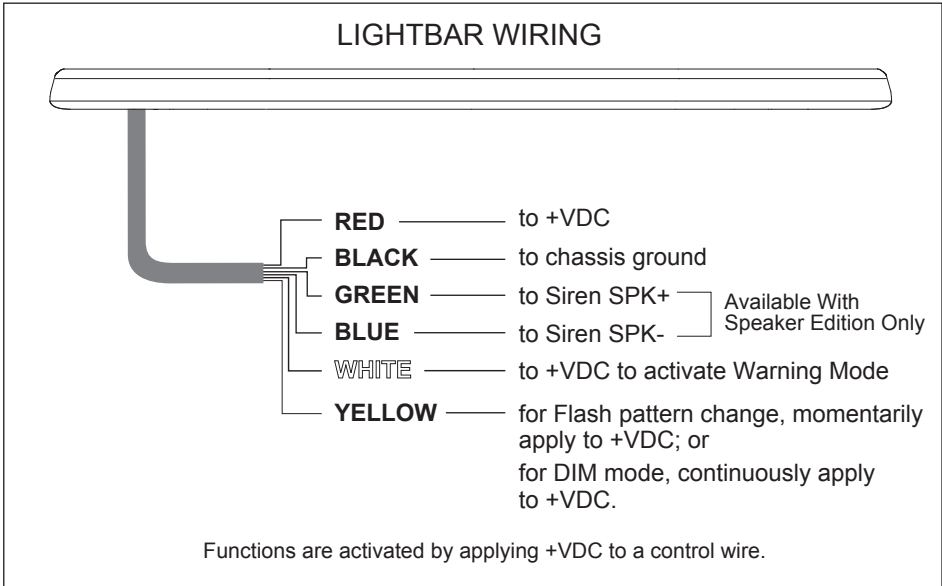 LIGHTBAR WIRING
RED to +VDC
BLACK to chassis ground
GREEN to Siren SPK+
BLUE to Siren SPK-
Available With
Speaker Edition Only
WHITE to +VDC to activate Warning Mode
YELLOW for Flash pattern change, momentarily
apply to +VDC; or
for DIM mode, continuously apply
to +VDC.
Functions are activated by applying +VDC to a control wire.